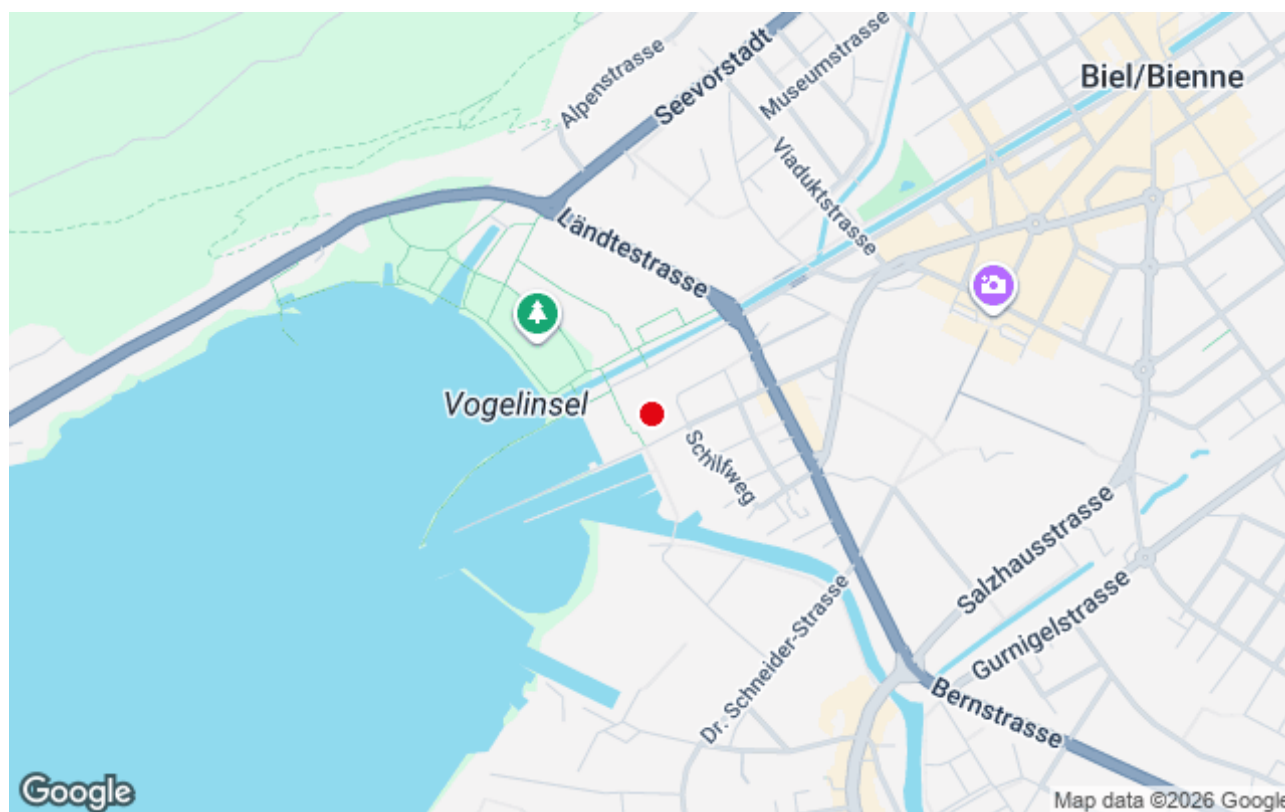 Biel/Bienne
Alpenstrasse
Seevorstadt
Museumstrasse
Viaduktstrasse
Ländtestrasse
Vogelinsel
Schilfweg
Salzhausstrasse
Gurnigelstrasse
Dr. Schneider-Strasse
Bernstrasse
Google
Map data ©2026 Google